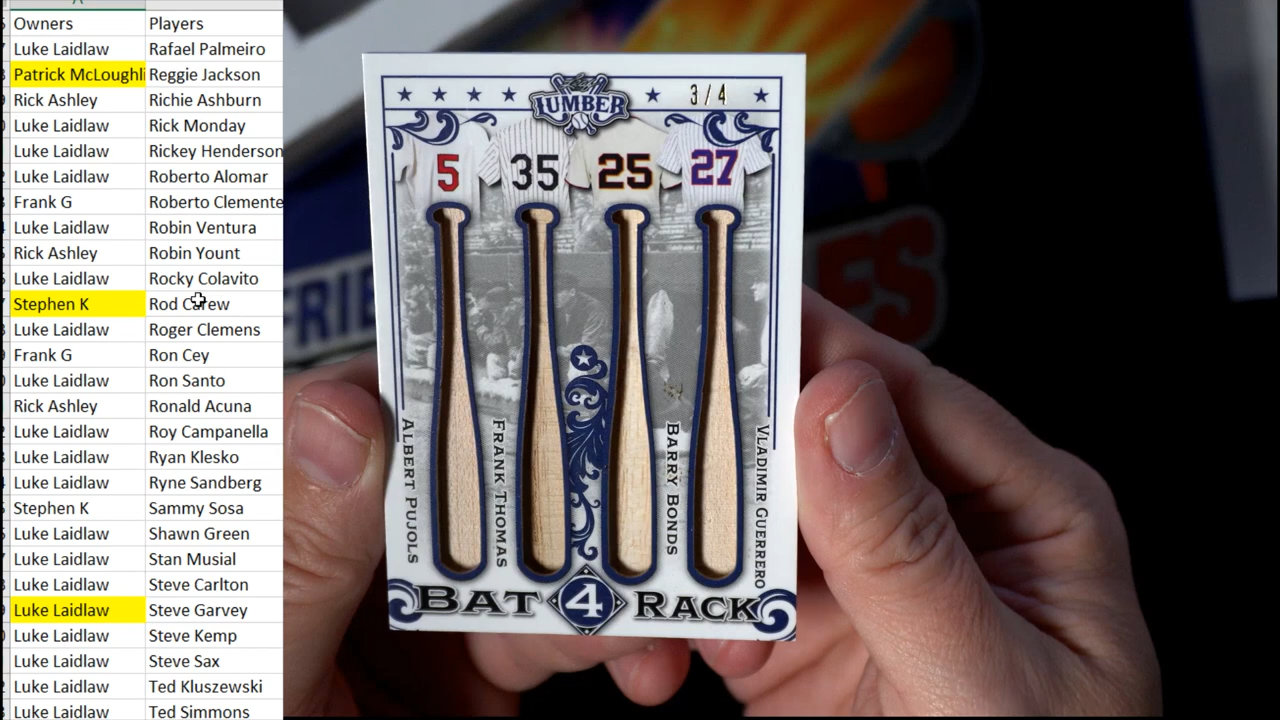 Owners Players
Luke Laidlaw Rafael Palmeiro
Patrick McLoughli Reggie Jackson
Rick Ashley Richie Ashburn
Luke Laidlaw Rick Monday
Luke Laidlaw Rickey Henderson
Luke Laidlaw Roberto Alomar
Frank G Roberto Clemente
Luke Laidlaw Robin Ventura
Rick Ashley Robin Yount
Luke Laidlaw Rocky Colavito
Stephen K Rod Carew
Luke Laidlaw Roger Clemens
Frank G Ron Cey
Luke Laidlaw Ron Santo
Rick Ashley Ronald Acuna
Luke Laidlaw Roy Campanella
Luke Laidlaw Ryan Klesko
Luke Laidlaw Ryne Sandberg
Stephen K Sammy Sosa
Luke Laidlaw Shawn Green
Luke Laidlaw Stan Musial
Luke Laidlaw Steve Carlton
Luke Laidlaw Steve Garvey
Luke Laidlaw Steve Kemp
Luke Laidlaw Steve Sax
Luke Laidlaw Ted Kluszewski
Luke Laidlaw Ted Simmons
Leaf
LUMBER
3/4
5 35 25 27
ALBERT PUJOLS
FRANK THOMAS
BARRY BONDS
VLADIMIR GUERRERO
BAT 4 RACK